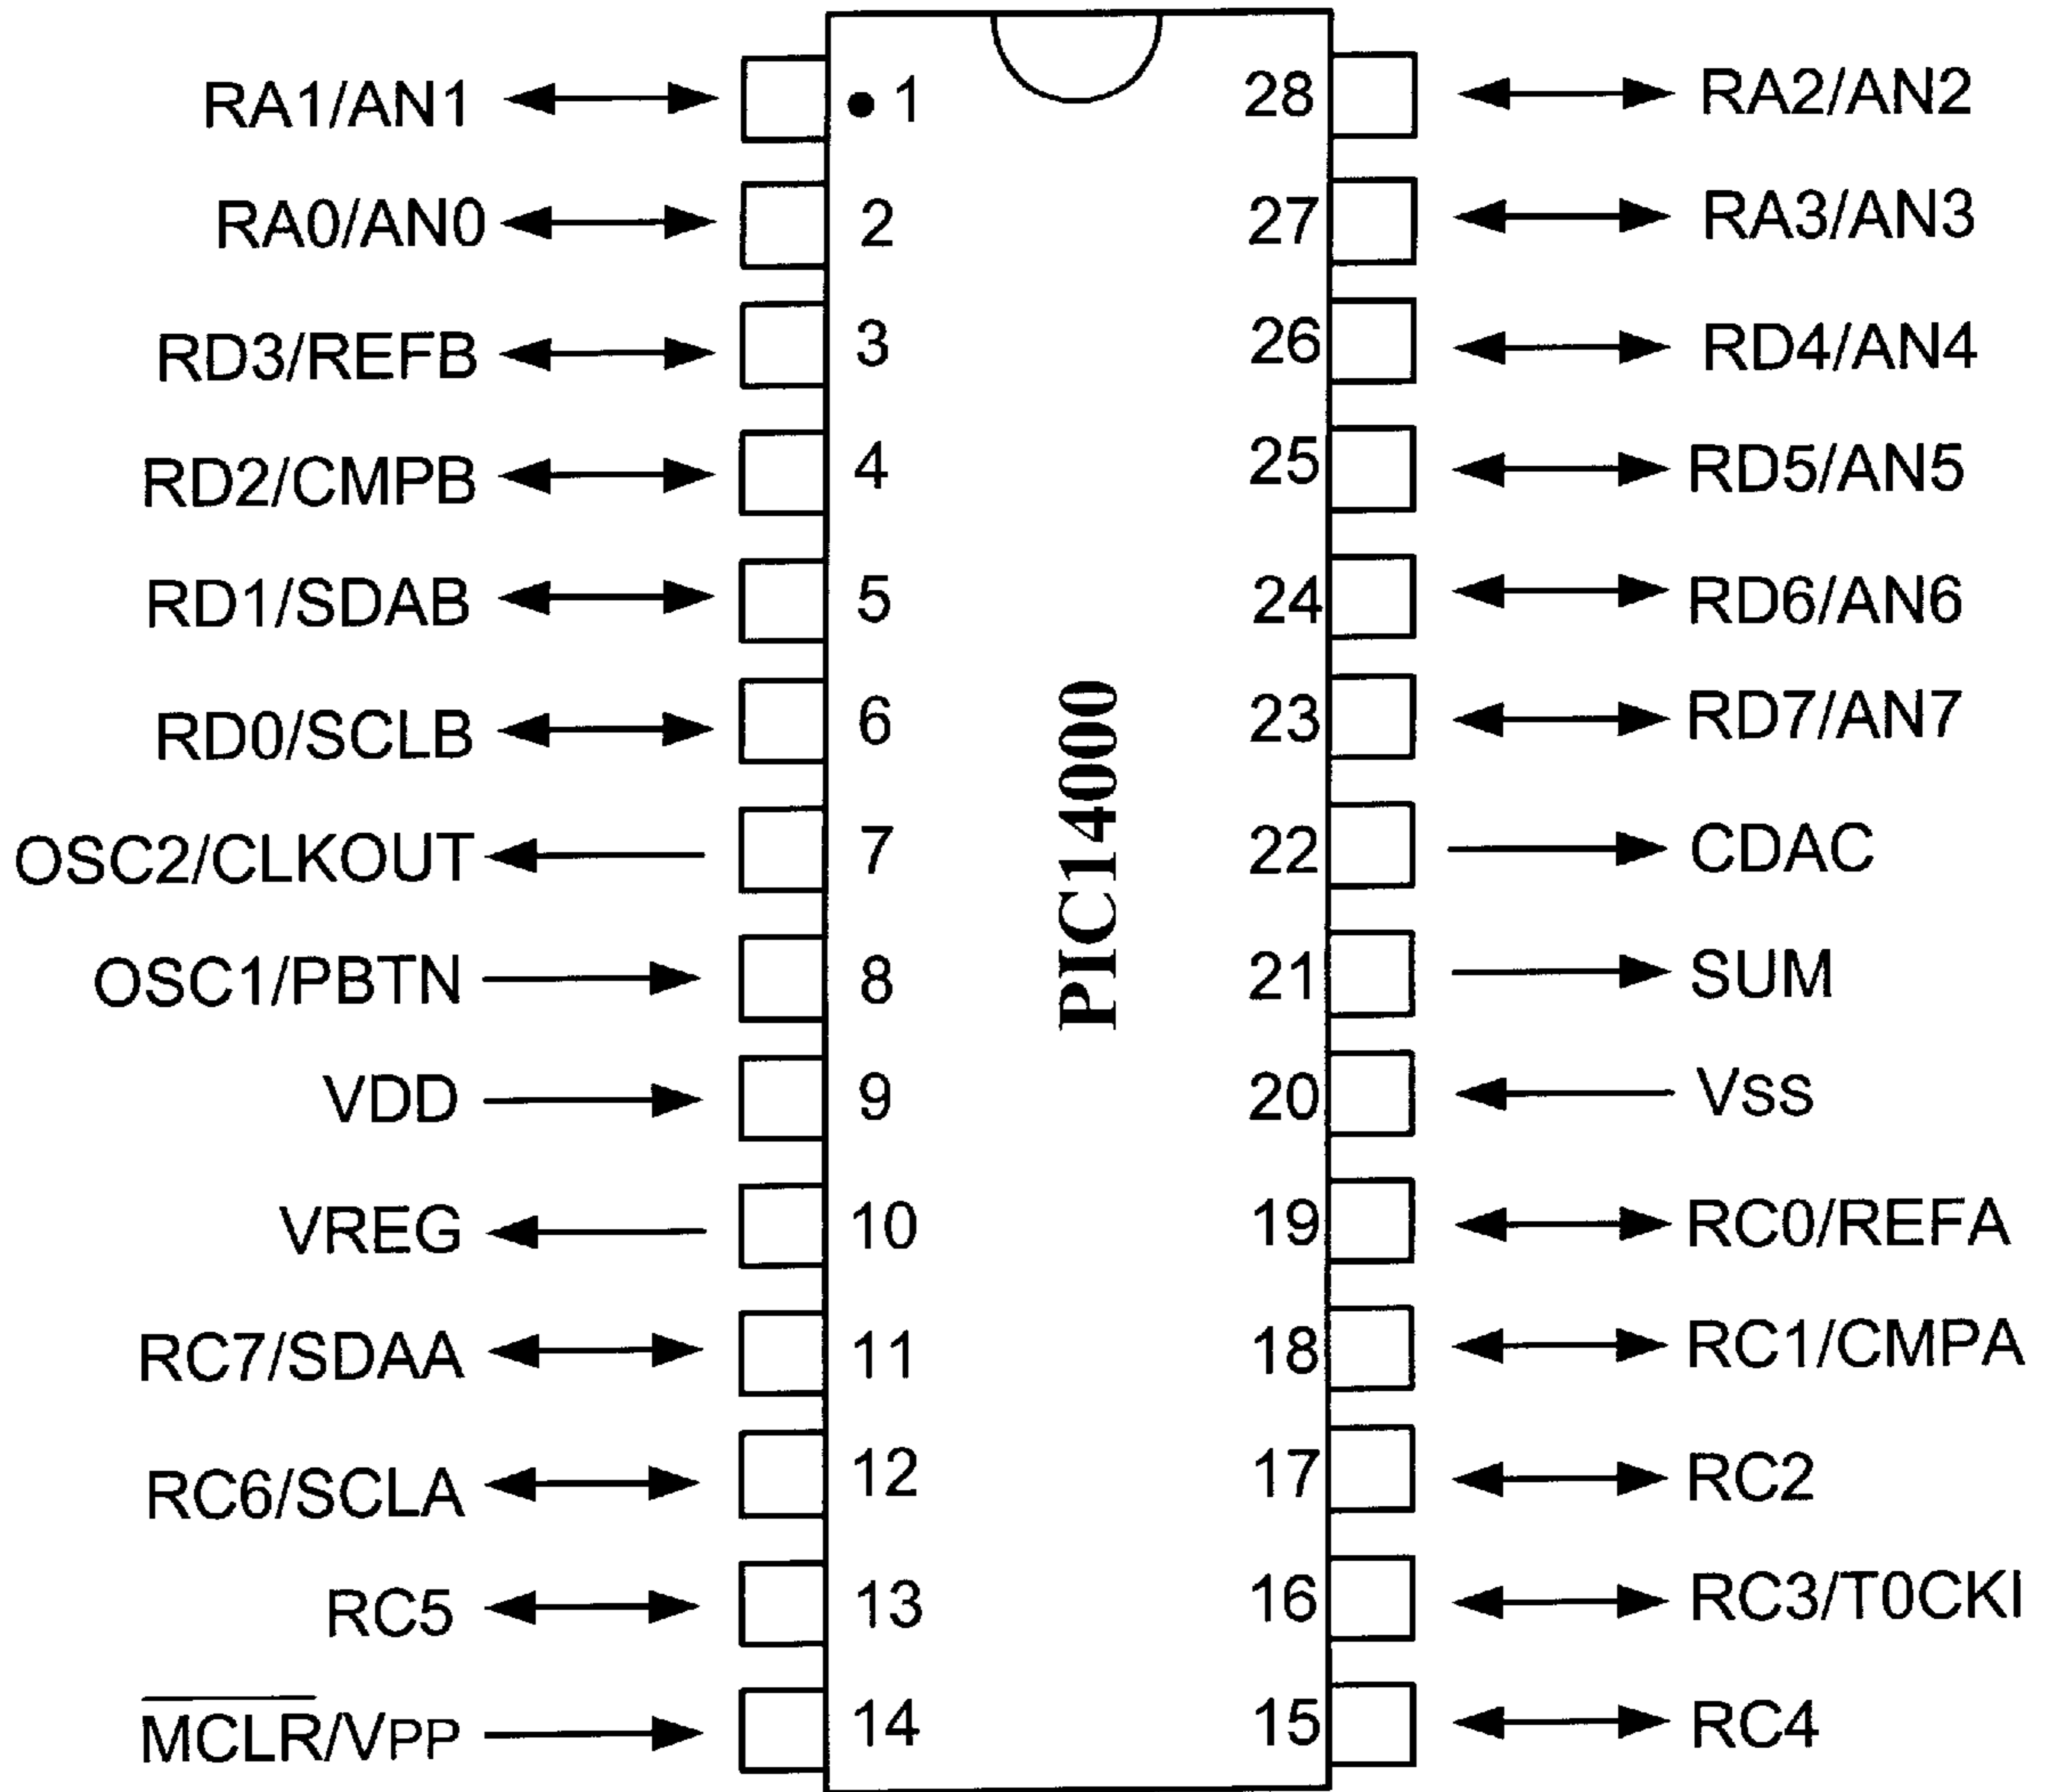 RA1/AN1 1 28 RA2/AN2
RA0/AN0 2 27 RA3/AN3
RD3/REFB 3 26 RD4/AN4
RD2/CMPB 4 25 RD5/AN5
RD1/SDAB 5 24 RD6/AN6
RD0/SCLB 6 23 RD7/AN7
OSC2/CLKOUT 7 22 CDAC
OSC1/PBTN 8 21 SUM
VDD 9 20 VSS
VREG 10 19 RC0/REFA
RC7/SDAA 11 18 RC1/CMPA
RC6/SCLA 12 17 RC2
RC5 13 16 RC3/T0CKI
MCLR/VPP 14 15 RC4
PIC14000